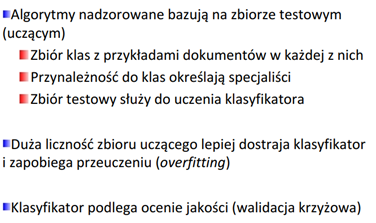 Algorytmy nadzorowane bazują na zbiorze testowym
(uczącym)
Zbiór klas z przykładami dokumentów w każdej z nich
Przynależność do klas określają specjaliści
Zbiór testowy służy do uczenia klasyfikatora
Duża liczność zbioru uczącego lepiej dostraja klasyfikator
i zapobiega przeuczeniu (overfitting)
Klasyfikator podlega ocenie jakości (walidacja krzyżowa)